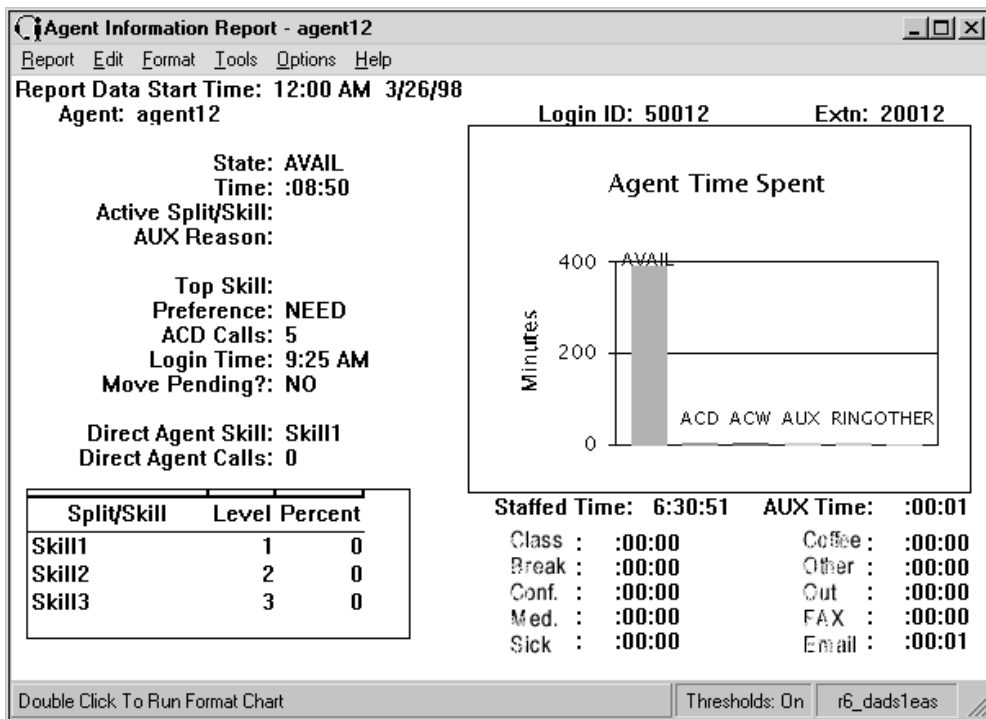 Agent Information Report - agent12
Report Edit Format Tools Options Help
Report Data Start Time: 12:00 AM 3/26/98
Agent: agent12 Login ID: 50012 Extn: 20012
State: AVAIL
Time: :08:50
Active Split/Skill:
AUX Reason:
Top Skill:
Preference: NEED
ACD Calls: 5
Login Time: 9:25 AM
Move Pending?: NO
Direct Agent Skill: Skill1
Direct Agent Calls: 0
Split/Skill Level Percent
Skill1 1 0
Skill2 2 0
Skill3 3 0
Agent Time Spent
Minutes
400
200
0
AVAIL
ACD ACW AUX RINGOTHER
Staffed Time: 6:30:51 AUX Time: :00:01
Class : :00:00 Coffee : :00:00
Break : :00:00 Other : :00:00
Conf. : :00:00 Out : :00:00
Med. : :00:00 FAX : :00:00
Sick : :00:00 Email : :00:01
Double Click To Run Format Chart Thresholds: On r6_dads1eas